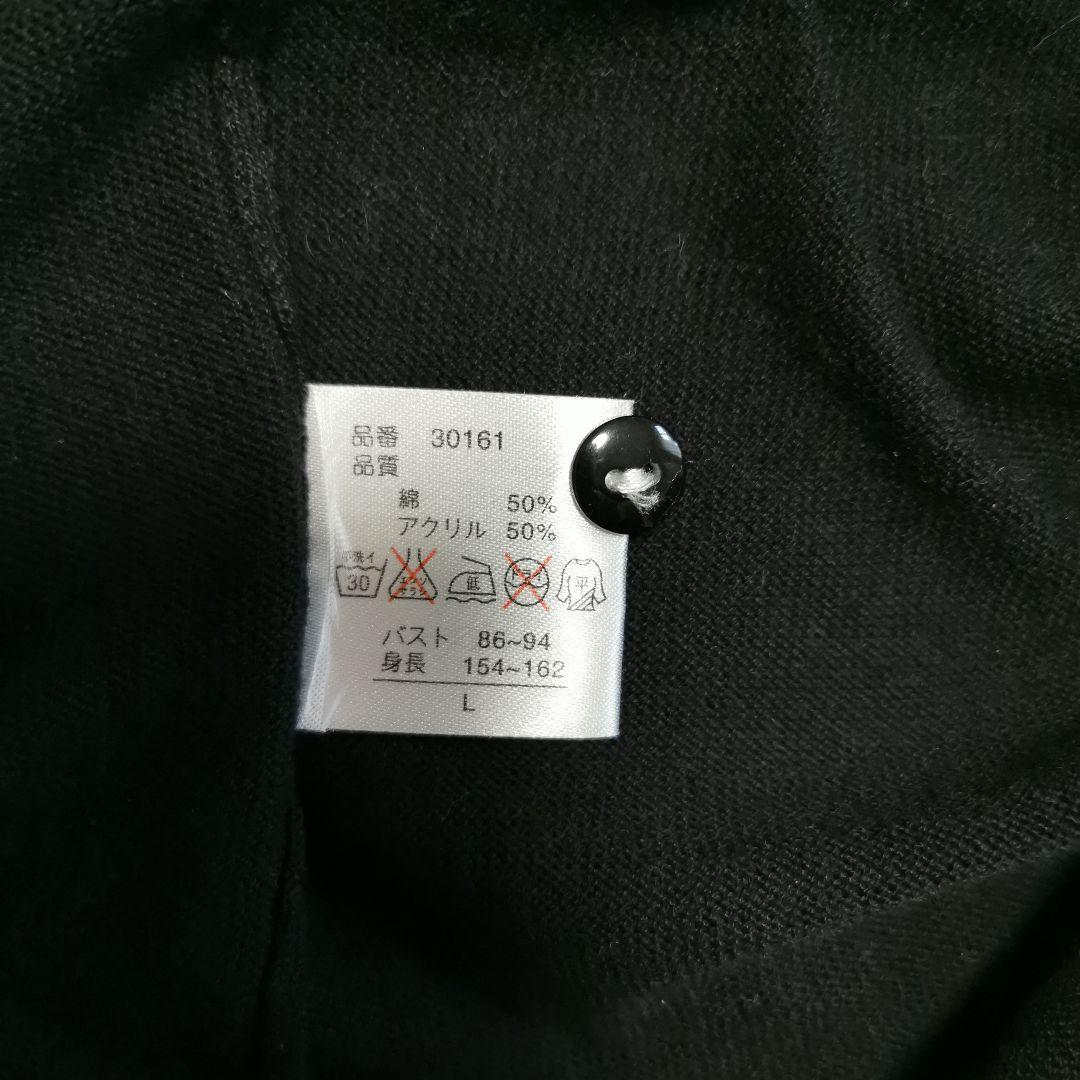 品番 30161
品質
綿 50%
アクリル 50%
30 低 平
バスト 86~94
身長 154~162
L